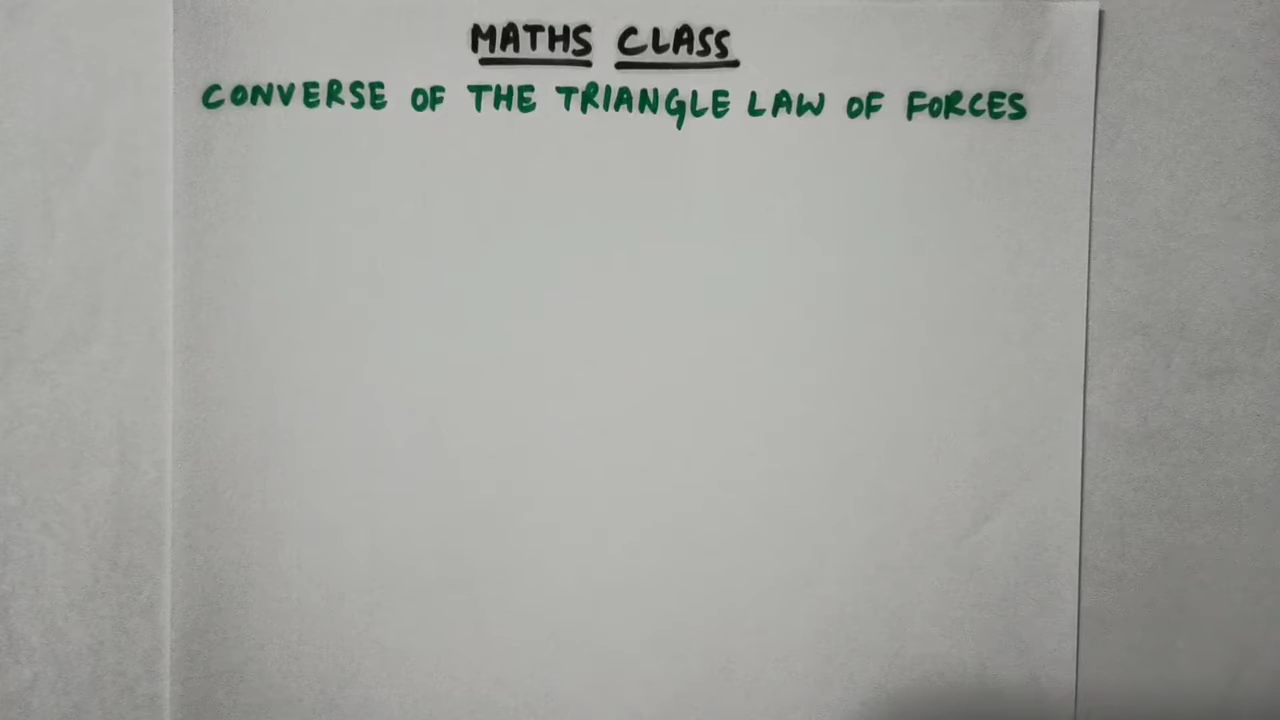 MATHS CLASS
CONVERSE OF THE TRIANGLE LAW OF FORCES